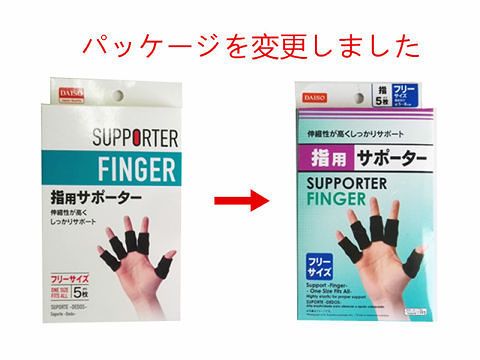 パッケージを変更しました
DAISO
SUPPORTER
FINGER
指用サポーター
伸縮性が高く
しっかりサポート
フリーサイズ
ONE SIZE
FITS ALL
5枚
SUPORTE -DEDOS-
Soporte -Dedo-
DAISO
指
5枚
フリー
サイズ
伸縮性が高くしっかりサポート
指用 サポーター
SUPPORTER
FINGER
フリー
サイズ
Support -Finger-
- One Size Fits All-
Highly elastic for proper support
SUPORTE -DEDOS-